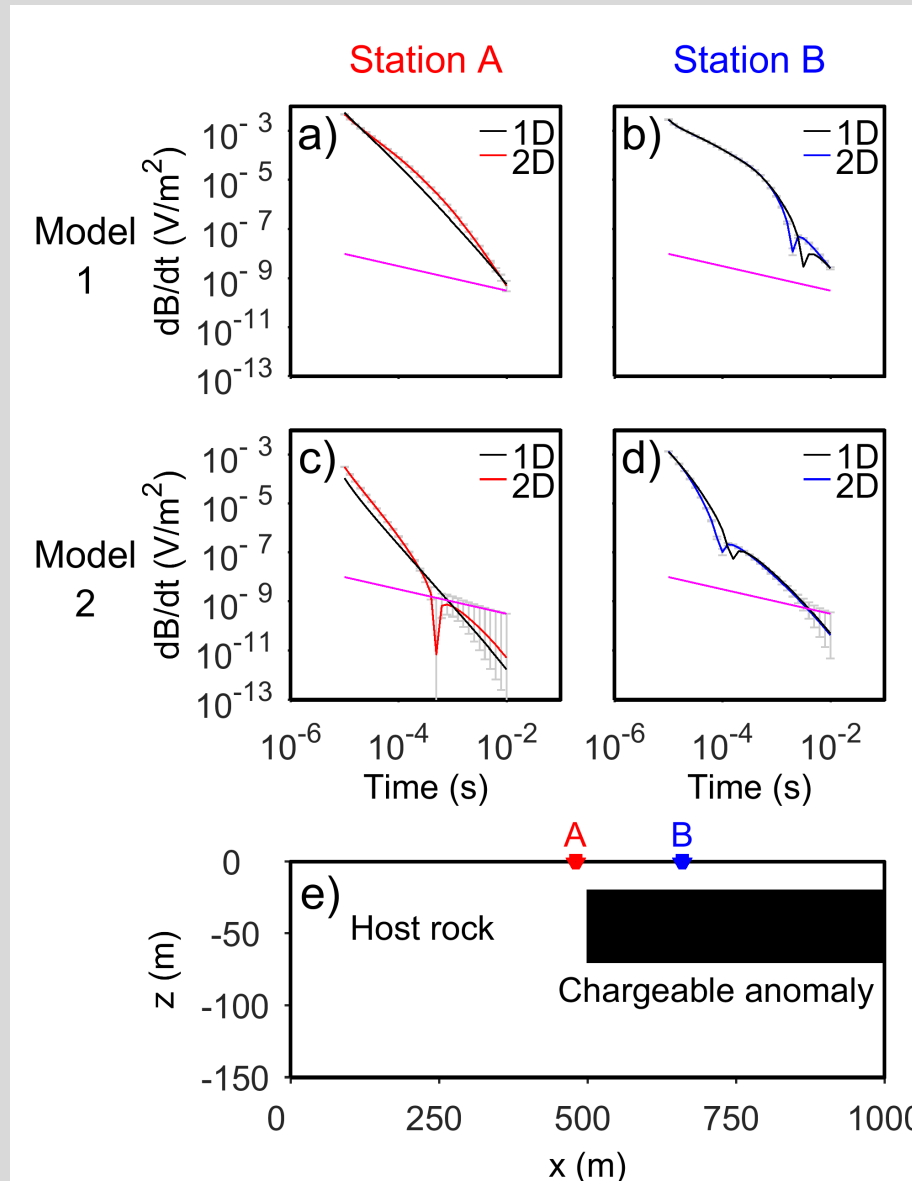 Station A Station B
a) 1D 2D
b) 1D 2D
Model 1
dB/dt (V/m²)
10⁻³
10⁻⁵
10⁻⁷
10⁻⁹
10⁻¹¹
10⁻¹³
c) 1D 2D
d) 1D 2D
Model 2
dB/dt (V/m²)
10⁻³
10⁻⁵
10⁻⁷
10⁻⁹
10⁻¹¹
10⁻¹³
10⁻⁶ 10⁻⁴ 10⁻² 10⁻⁶ 10⁻⁴ 10⁻²
Time (s) Time (s)
A B
e)
Host rock
Chargeable anomaly
z (m)
0
-50
-100
-150
0 250 500 750 100
x (m)